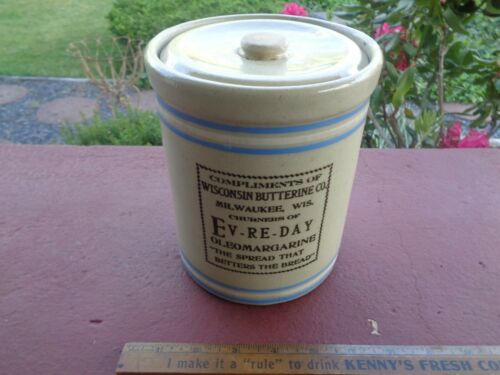 COMPLIMENTS OF
WISCONSIN BUTTERINE CO.
MILWAUKEE, WIS.
CHURNERS OF
EV-RE-DAY
OLEOMARGARINE
"THE SPREAD THAT
BETTERS THE BREAD"
I make it a "rule" to drink KENNY'S FRESH CO